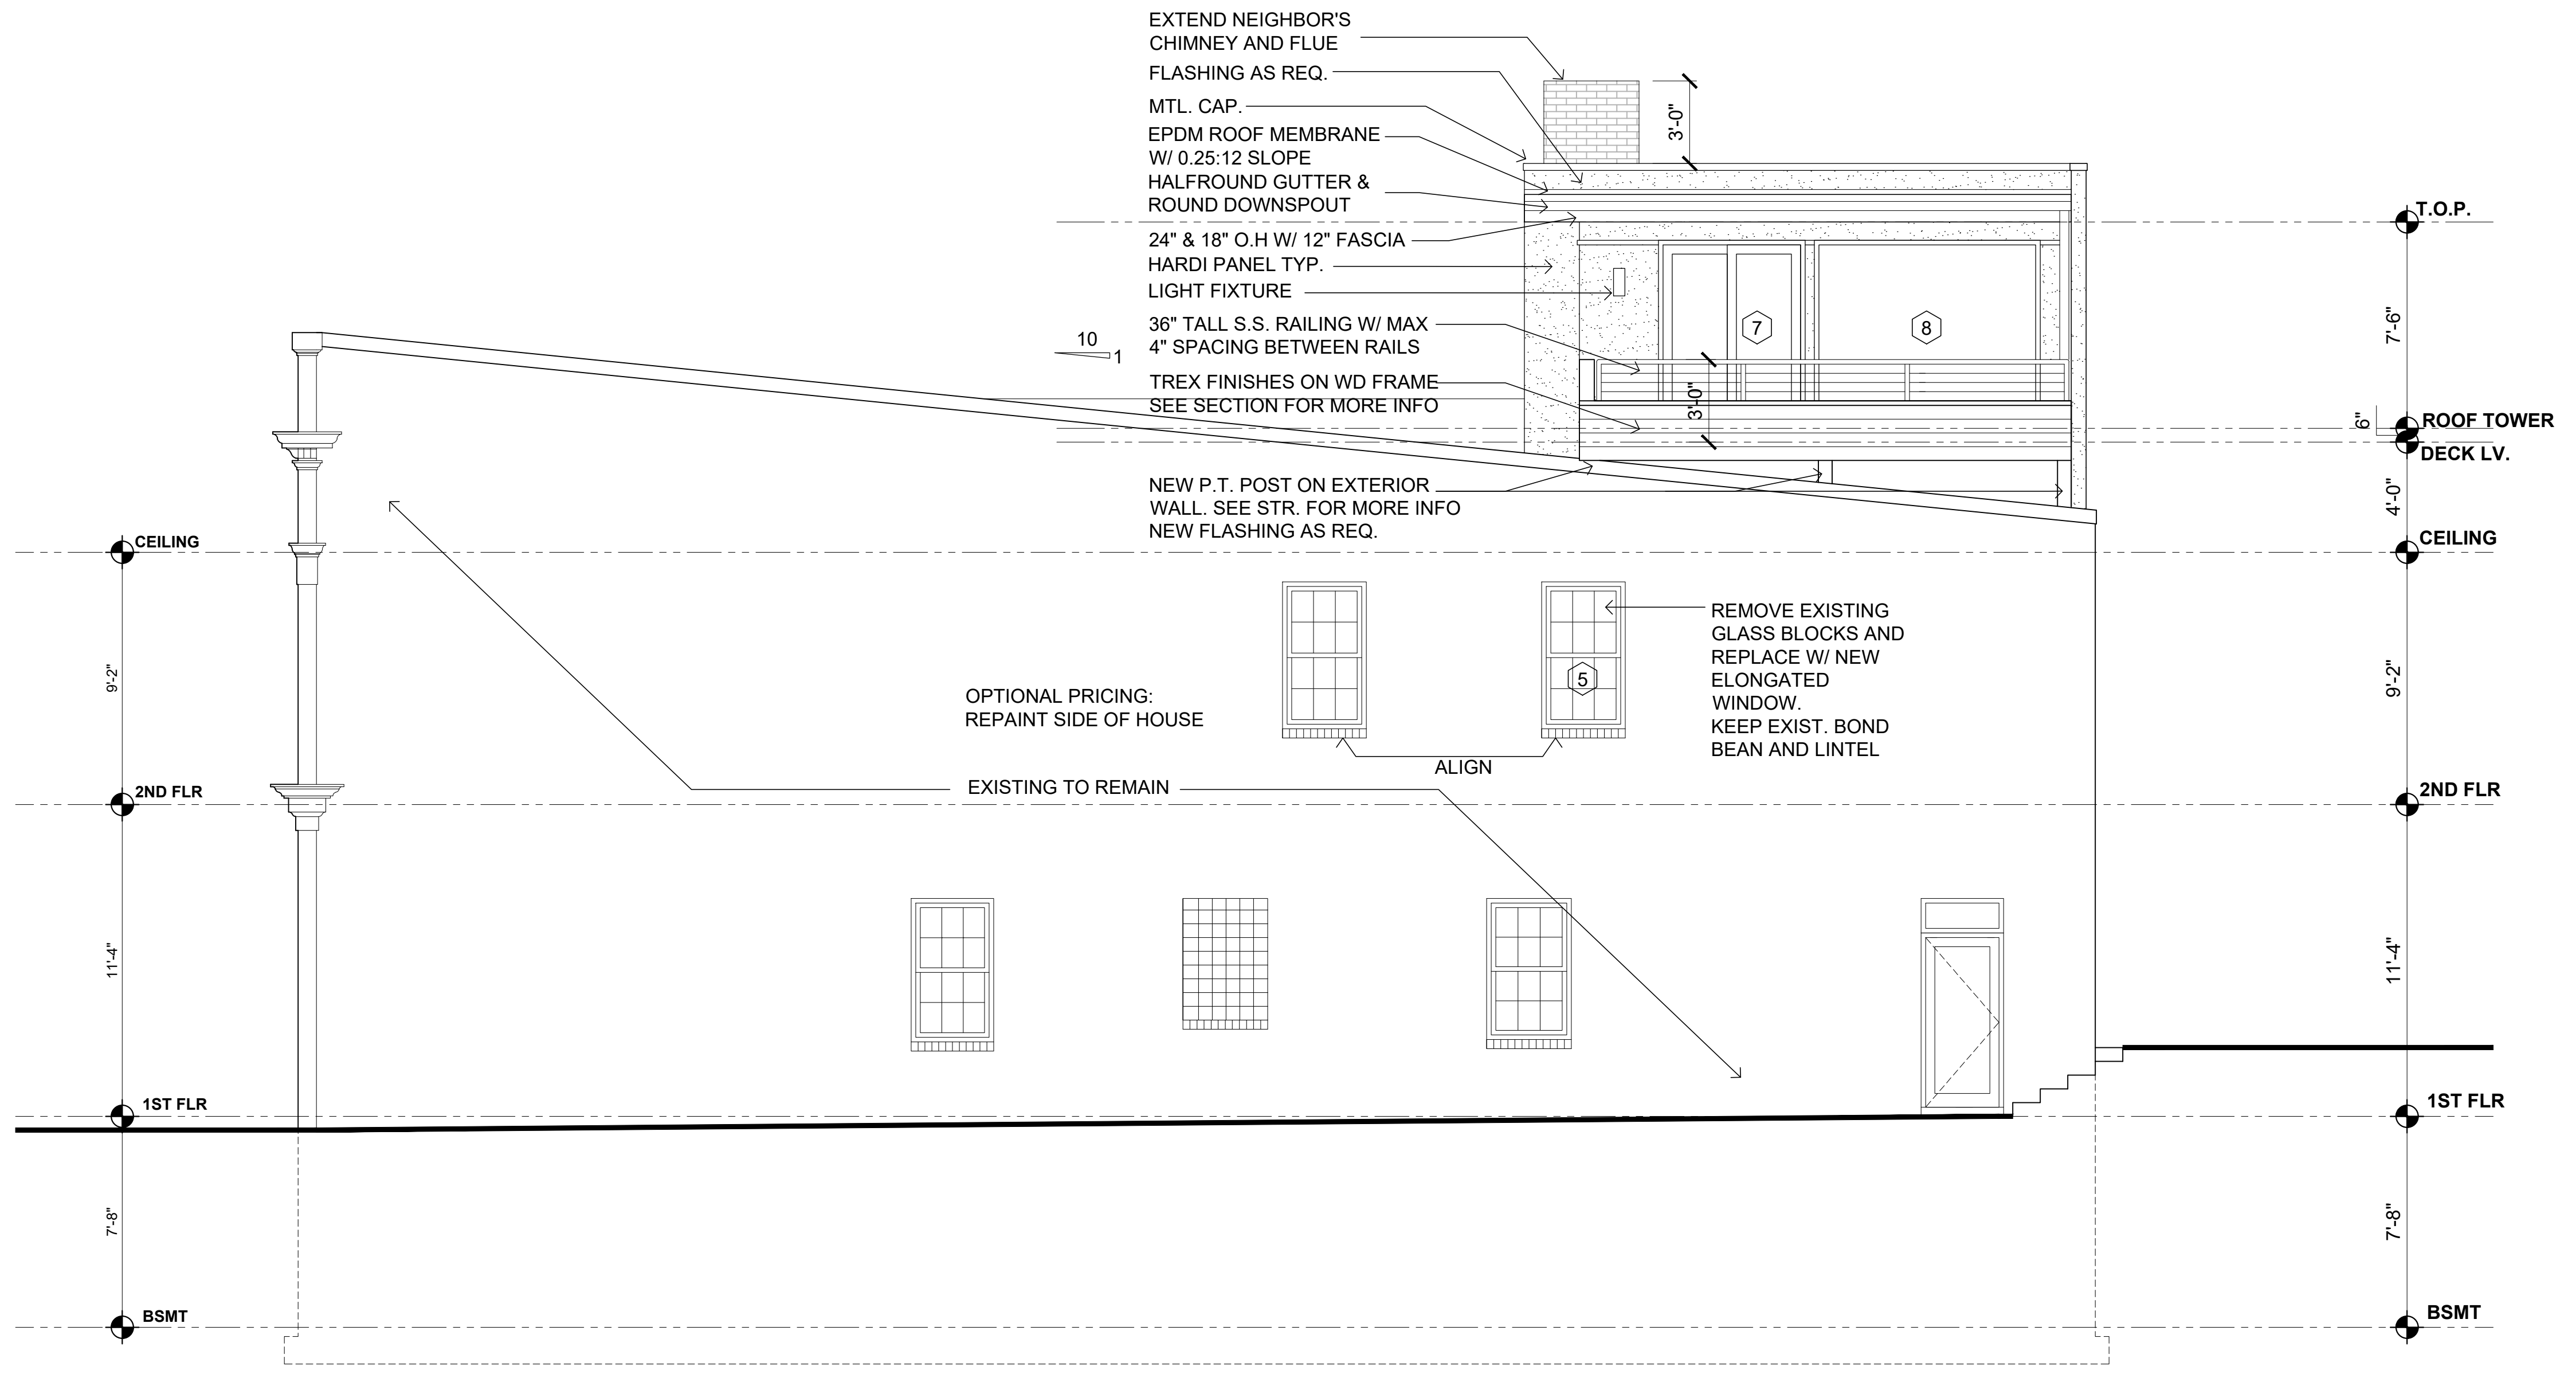 EXTEND NEIGHBOR'S
CHIMNEY AND FLUE
FLASHING AS REQ.
MTL. CAP.
EPDM ROOF MEMBRANE
W/ 0.25:12 SLOPE
HALFROUND GUTTER &
ROUND DOWNSPOUT
24" & 18" O.H W/ 12" FASCIA
HARDI PANEL TYP.
LIGHT FIXTURE
36" TALL S.S. RAILING W/ MAX
4" SPACING BETWEEN RAILS
TREX FINISHES ON WD FRAME
SEE SECTION FOR MORE INFO
NEW P.T. POST ON EXTERIOR
WALL. SEE STR. FOR MORE INFO
NEW FLASHING AS REQ.
10
1
3'-0"
7
8
3'-0"
T.O.P.
7'-6"
6"
ROOF TOWER
DECK LV.
4'-0"
CEILING
CEILING
9'-2"
9'-2"
5
REMOVE EXISTING
GLASS BLOCKS AND
REPLACE W/ NEW
ELONGATED
WINDOW.
KEEP EXIST. BOND
BEAN AND LINTEL
OPTIONAL PRICING:
REPAINT SIDE OF HOUSE
ALIGN
EXISTING TO REMAIN
2ND FLR
2ND FLR
11'-4"
11'-4"
1ST FLR
1ST FLR
7'-8"
7'-8"
BSMT
BSMT